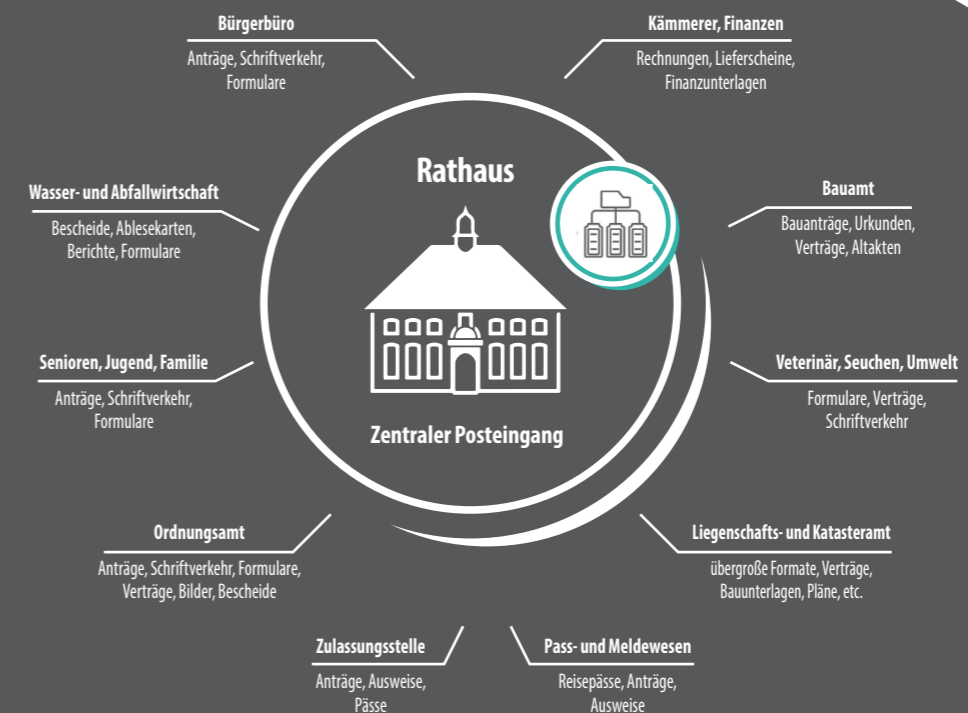 Bürgerbüro
Anträge, Schriftverkehr,
Formulare
Kämmerer, Finanzen
Rechnungen, Lieferscheine,
Finanzunterlagen
Rathaus
Wasser- und Abfallwirtschaft
Bescheide, Ablesekarten,
Berichte, Formulare
Bauamt
Bauanträge, Urkunden,
Verträge, Altakten
Senioren, Jugend, Familie
Anträge, Schriftverkehr,
Formulare
Veterinär, Seuchen, Umwelt
Formulare, Verträge,
Schriftverkehr
Zentraler Posteingang
Ordnungsamt
Anträge, Schriftverkehr, Formulare,
Verträge, Bilder, Bescheide
Liegenschafts- und Katasteramt
übergroße Formate, Verträge,
Bauunterlagen, Pläne, etc.
Zulassungsstelle
Anträge, Ausweise,
Pässe
Pass- und Meldewesen
Reisepässe, Anträge,
Ausweise